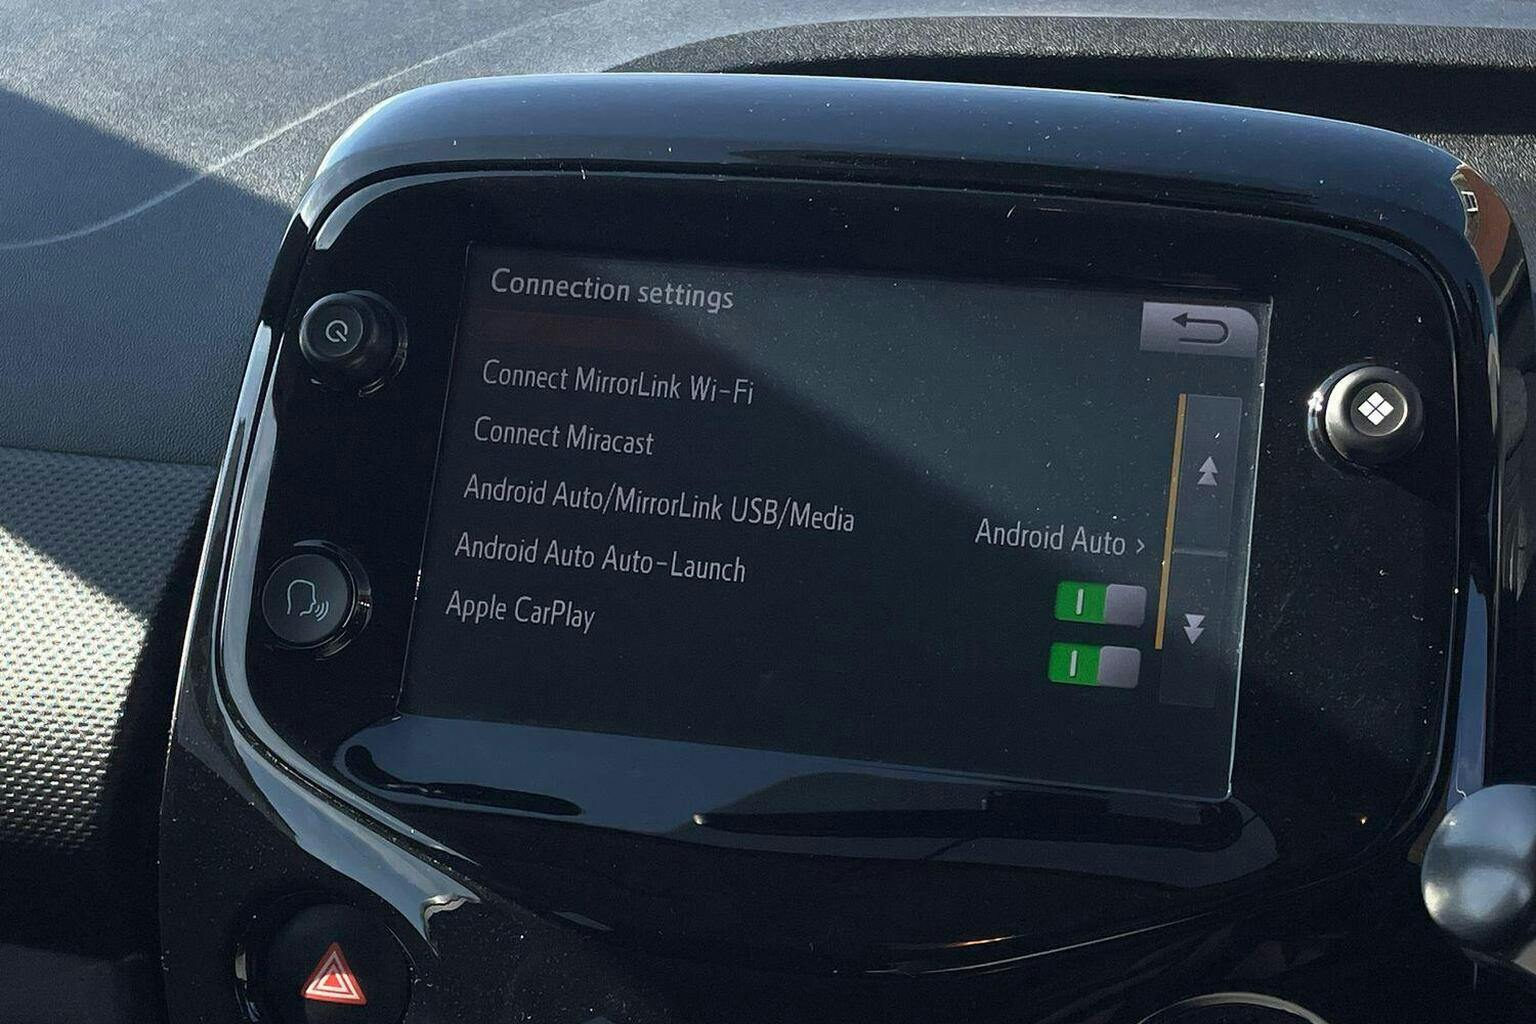 Connection settings
Connect MirrorLink Wi-Fi
Connect Miracast
Android Auto/MirrorLink USB/Media
Android Auto >
Android Auto Auto-Launch
Apple CarPlay